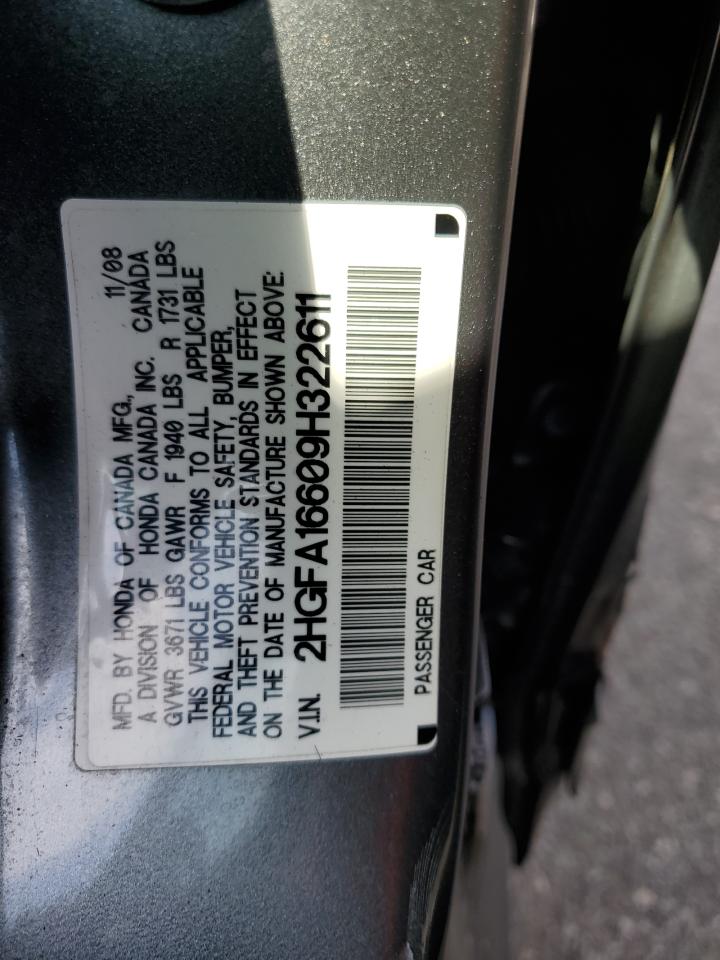 MFD. BY HONDA OF CANADA MFG., 11/08
A DIVISION OF HONDA CANADA INC. CANADA
GVWR 3671 LBS GAWR F 1940 LBS R 1731 LBS
THIS VEHICLE CONFORMS TO ALL APPLICABLE
FEDERAL MOTOR VEHICLE SAFETY, BUMPER,
AND THEFT PREVENTION STANDARDS IN EFFECT
ON THE DATE OF MANUFACTURE SHOWN ABOVE:
V.I.N. 2HGFA16609H322611
PASSENGER CAR